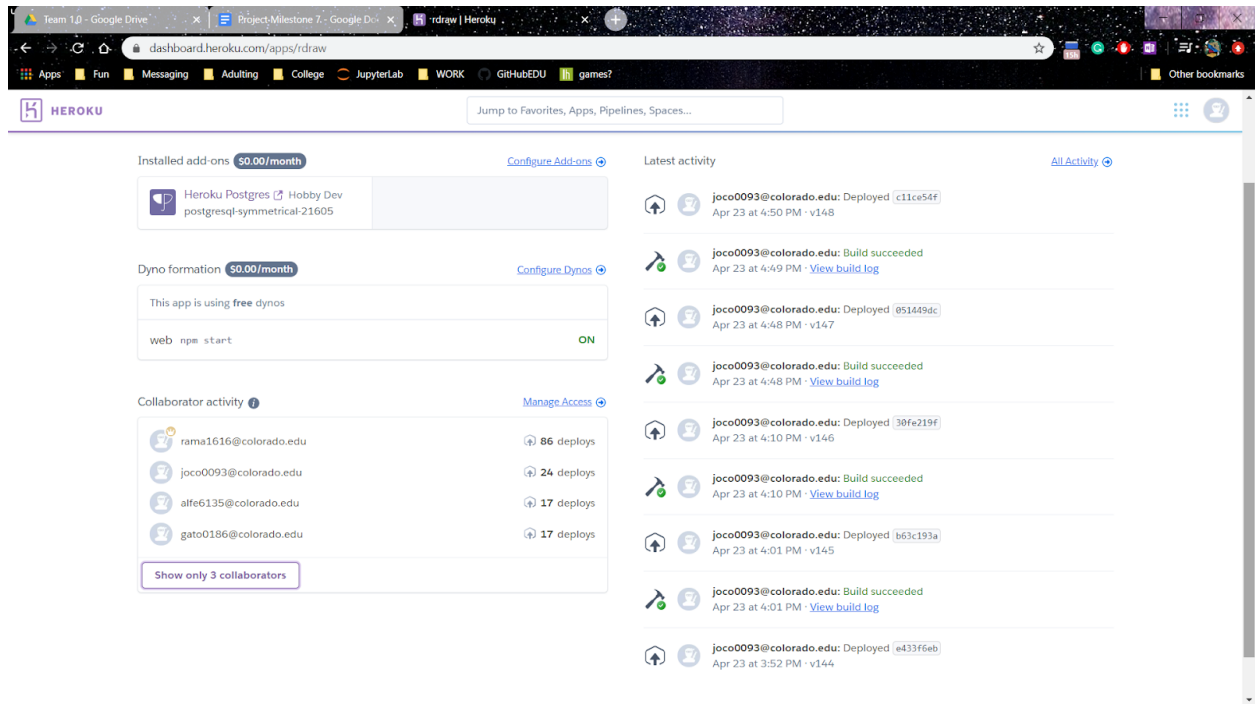 Team 1.0 - Google Drive
Project-Milestone 7. - Google Do
rdraw | Heroku
dashboard.heroku.com/apps/rdraw
15h
Apps Fun Messaging Adulting College JupyterLab WORK GitHubEDU games? Other bookmarks
HEROKU
Jump to Favorites, Apps, Pipelines, Spaces...
Installed add-ons $0.00/month
Configure Add-ons
Heroku Postgres Hobby Dev
postgresql-symmetrical-21605
Dyno formation $0.00/month
Configure Dynos
This app is using free dynos
web npm start
ON
Collaborator activity
Manage Access
rama1616@colorado.edu 86 deploys
joco0093@colorado.edu 24 deploys
alfe6135@colorado.edu 17 deploys
gato0186@colorado.edu 17 deploys
Show only 3 collaborators
Latest activity
All Activity
joco0093@colorado.edu: Deployed c11ce54f
Apr 23 at 4:50 PM · v148
joco0093@colorado.edu: Build succeeded
Apr 23 at 4:49 PM · View build log
joco0093@colorado.edu: Deployed 051449dc
Apr 23 at 4:48 PM · v147
joco0093@colorado.edu: Build succeeded
Apr 23 at 4:48 PM · View build log
joco0093@colorado.edu: Deployed 30fe219f
Apr 23 at 4:10 PM · v146
joco0093@colorado.edu: Build succeeded
Apr 23 at 4:10 PM · View build log
joco0093@colorado.edu: Deployed b63c193a
Apr 23 at 4:01 PM · v145
joco0093@colorado.edu: Build succeeded
Apr 23 at 4:01 PM · View build log
joco0093@colorado.edu: Deployed e433f6eb
Apr 23 at 3:52 PM · v144